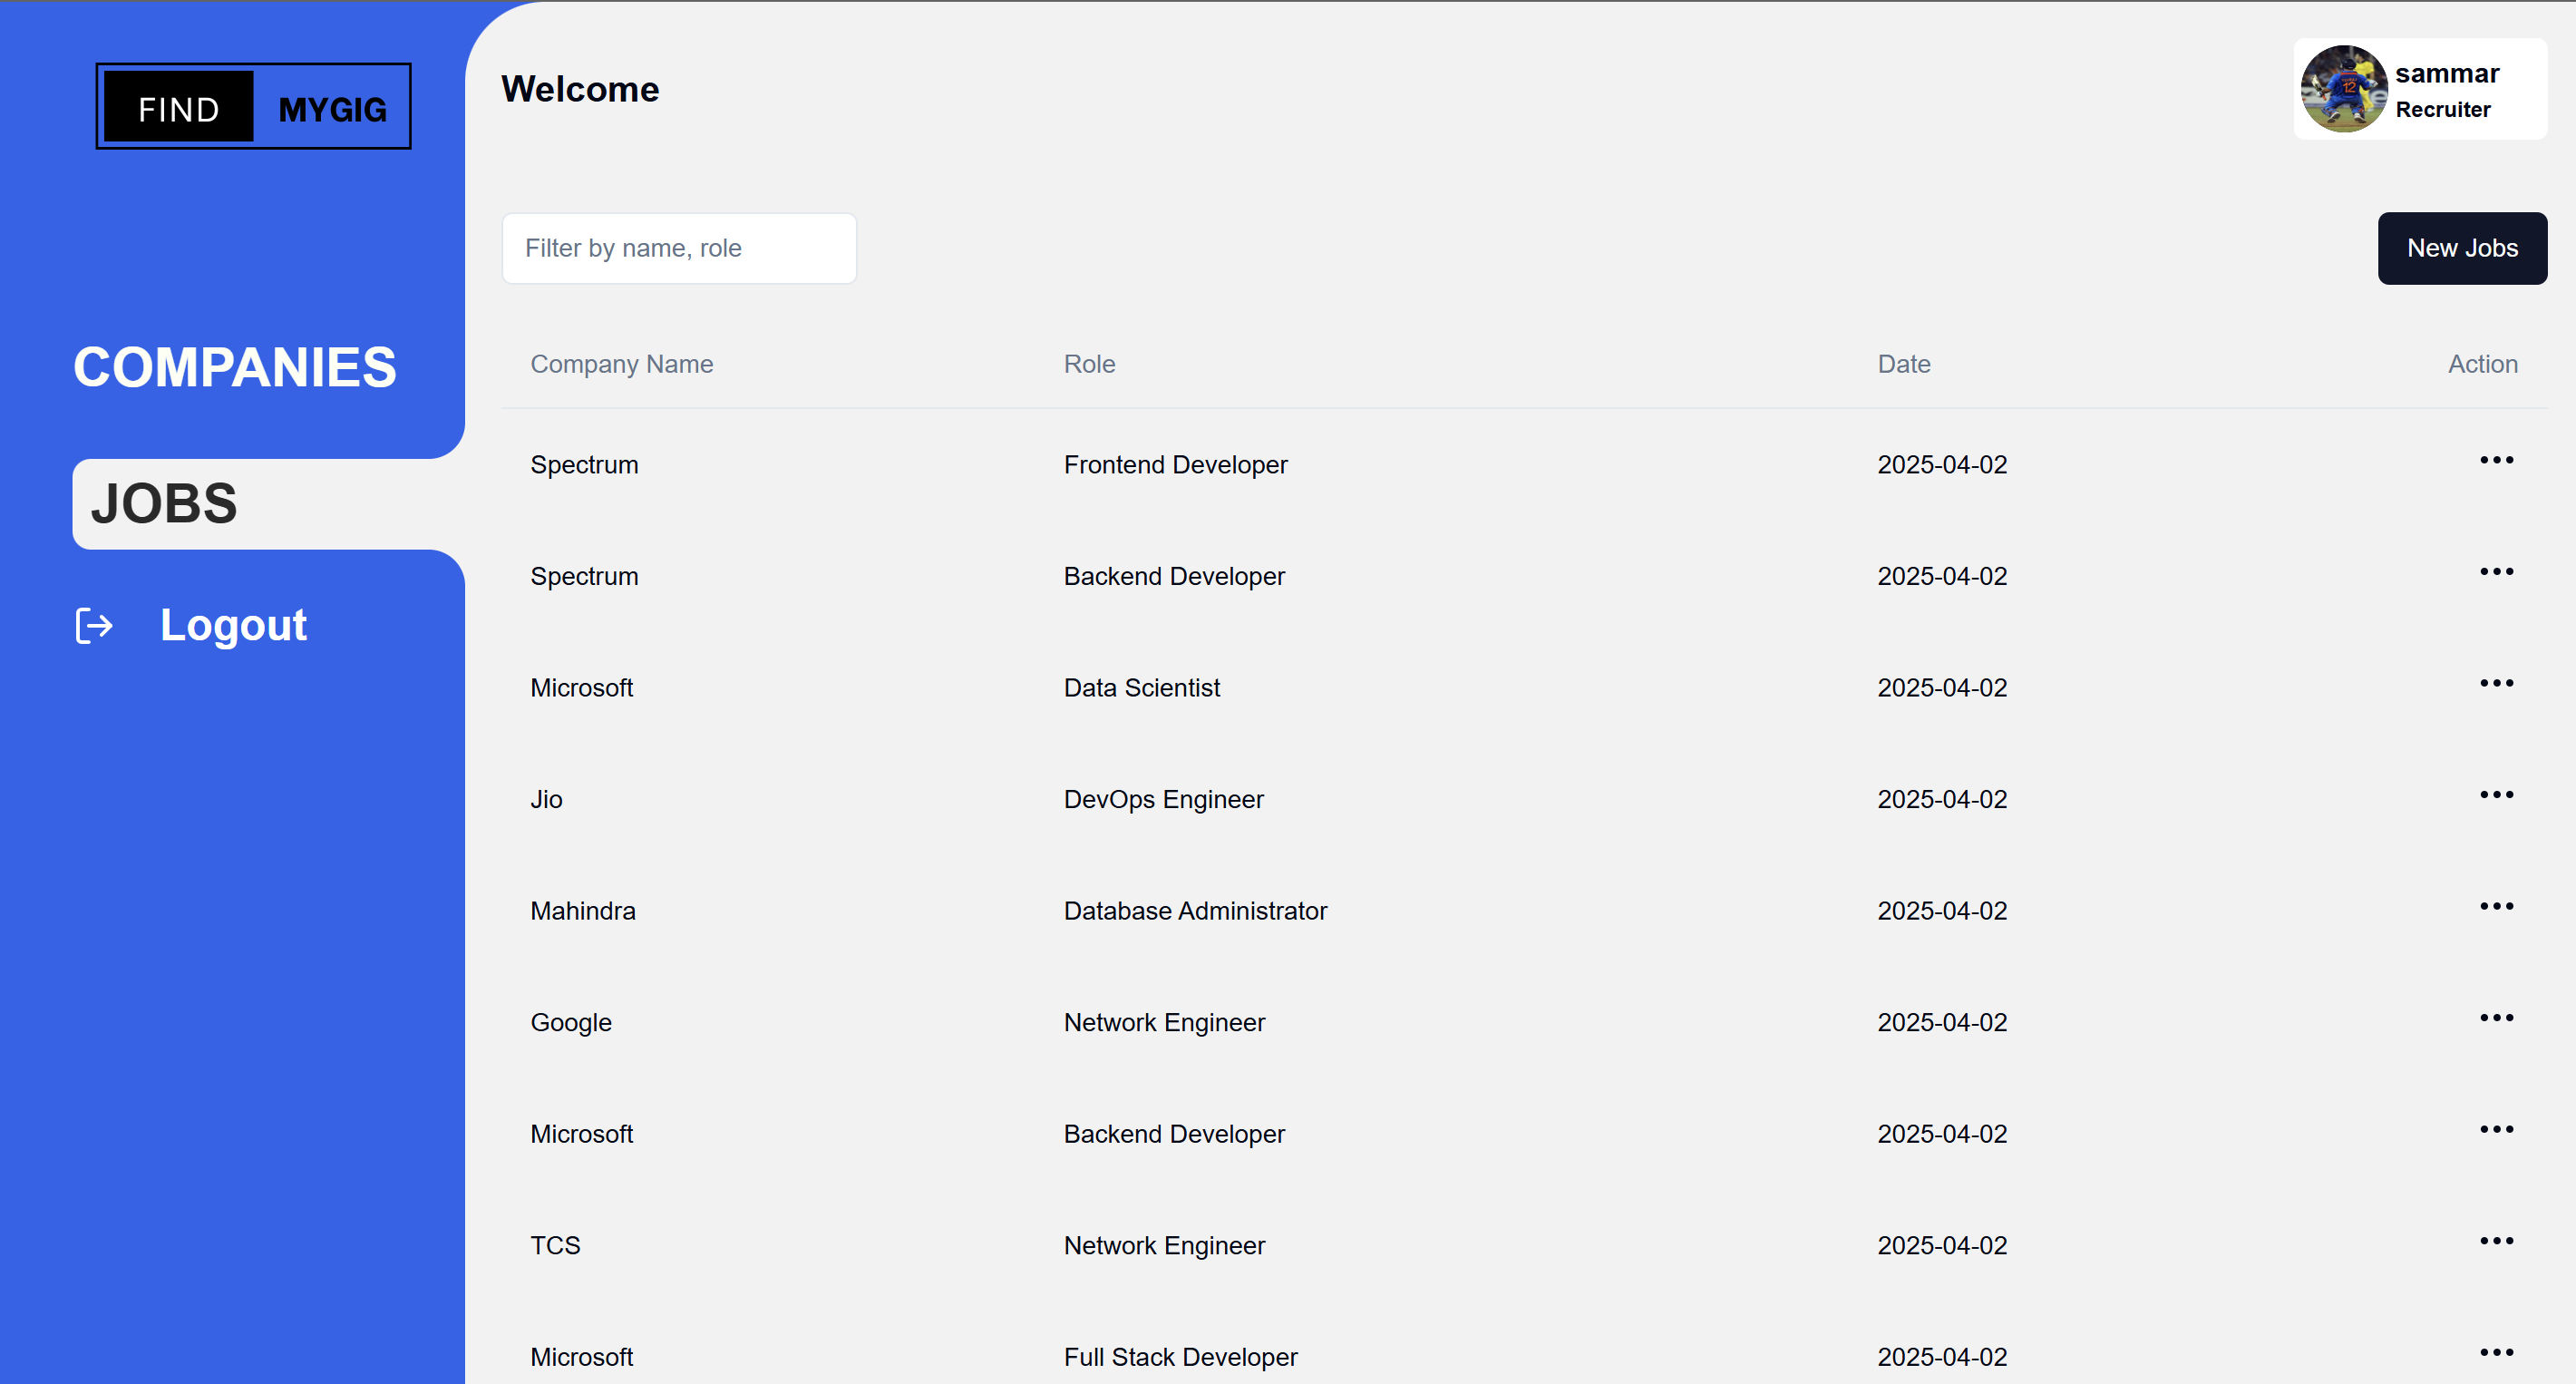 FIND MYGIG
COMPANIES
JOBS
Logout
Welcome
sammar
Recruiter
Filter by name, role
New Jobs
Company Name Role Date Action
Spectrum Frontend Developer 2025-04-02
Spectrum Backend Developer 2025-04-02
Microsoft Data Scientist 2025-04-02
Jio DevOps Engineer 2025-04-02
Mahindra Database Administrator 2025-04-02
Google Network Engineer 2025-04-02
Microsoft Backend Developer 2025-04-02
TCS Network Engineer 2025-04-02
Microsoft Full Stack Developer 2025-04-02